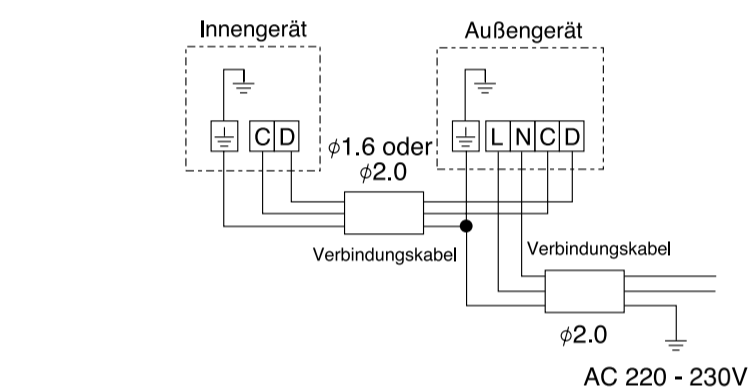 Innengerät
Außengerät
C D
L N C D
ϕ1.6 oder
ϕ2.0
Verbindungskabel
Verbindungskabel
ϕ2.0
AC 220 - 230V